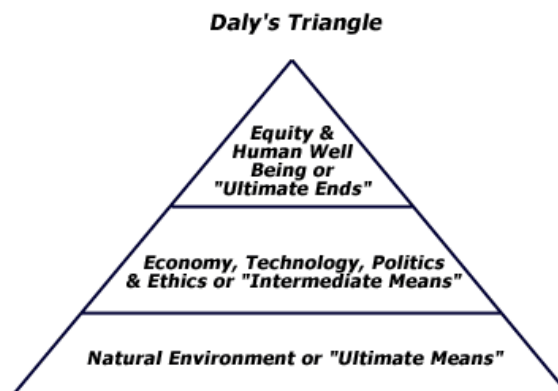 Daly's Triangle
Equity &
Human Well
Being or
"Ultimate Ends"
Economy, Technology, Politics
& Ethics or "Intermediate Means"
Natural Environment or "Ultimate Means"